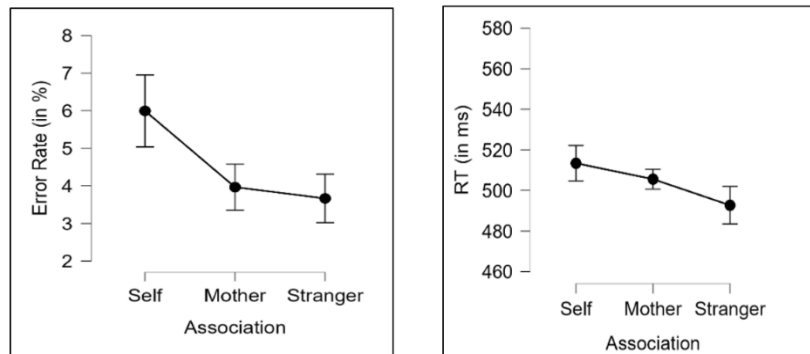 Error Rate (in %)
8
7
6
5
4
3
2
Self Mother Stranger
Association
RT (in ms)
580
560
540
520
500
480
460
Self Mother Stranger
Association